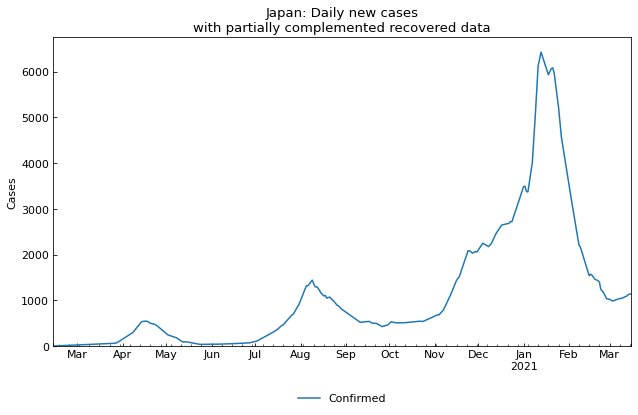 Japan: Daily new cases
with partially complemented recovered data
Cases
6000
5000
4000
3000
2000
1000
0
Mar Apr May Jun Jul Aug Sep Oct Nov Dec Jan Feb Mar
2021
Confirmed